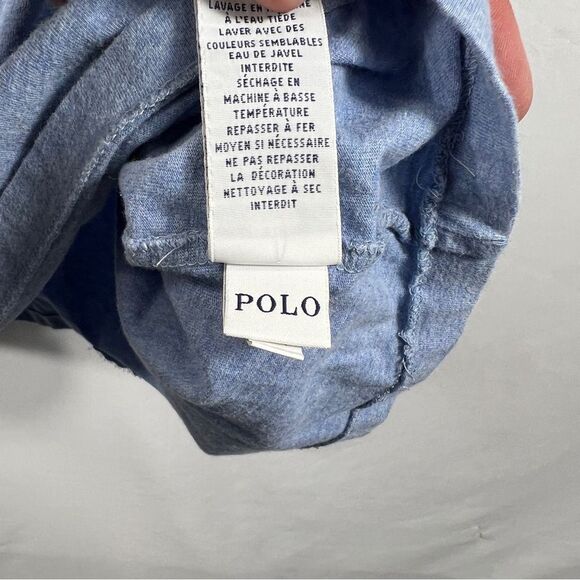 LAVAGE EN
À L'EAU TIÈDE
LAVER AVEC DES
COULEURS SEMBLABLES
EAU DE JAVEL
INTERDITE
SÉCHAGE EN
MACHINE À BASSE
TEMPÉRATURE
REPASSER À FER
MOYEN SI NÉCESSAIRE
NE PAS REPASSER
LA DÉCORATION
NETTOYAGE À SEC
INTERDIT
POLO